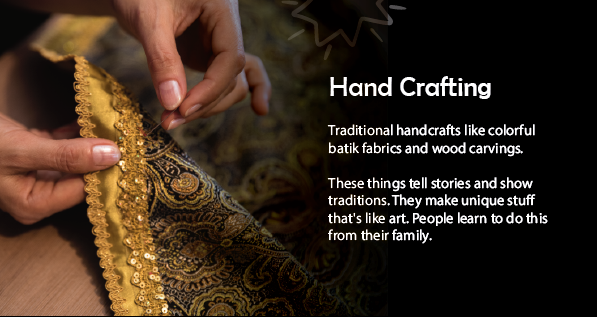 Hand Crafting
Traditional handcrafts like colorful
batik fabrics and wood carvings.
These things tell stories and show
traditions. They make unique stuff
that's like art. People learn to do this
from their family.